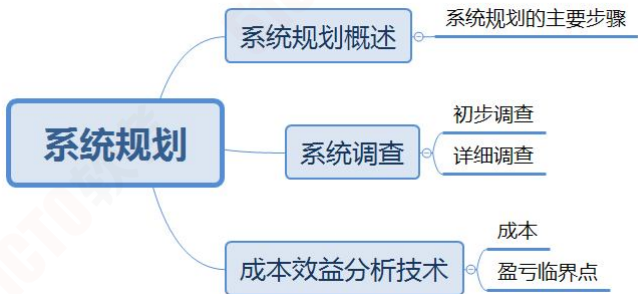 系统规划
系统规划概述
系统规划的主要步骤
系统调查
初步调查
详细调查
成本效益分析技术
成本
盈亏临界点